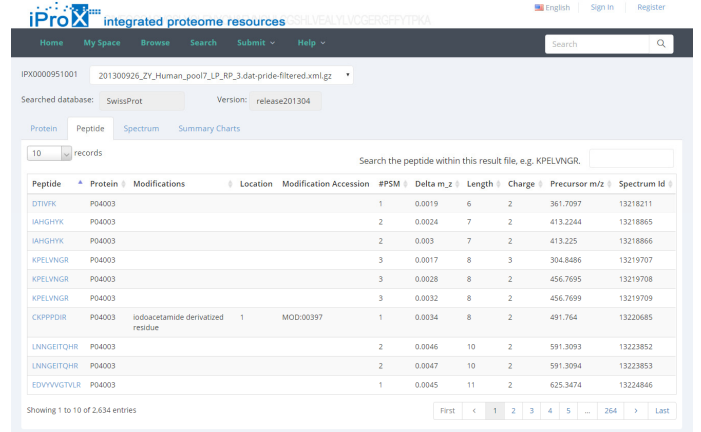 English Sign In Register
iProX integrated proteome resources GSHLVEALYLVCGERGFFYTPKA
Home My Space Browse Search Submit Help Search
IPX0000951001 201300926_ZY_Human_pool7_LP_RP_3.dat-pride-filtered.xml.gz
Searched database: SwissProt Version: release201304
Protein Peptide Spectrum Summary Charts
10 records
Search the peptide within this result file, e.g. KPELVNGR.
Peptide Protein Modifications Location Modification Accession #PSM Delta m_z Length Charge Precursor m/z Spectrum Id
DTIVFK P04003 1 0.0019 6 2 361.7097 13218211
IAHGHYK P04003 2 0.0024 7 2 413.2244 13218865
IAHGHYK P04003 2 0.003 7 2 413.225 13218866
KPELVNGR P04003 3 0.0017 8 3 304.8486 13219707
KPELVNGR P04003 3 0.0028 8 2 456.7695 13219708
KPELVNGR P04003 3 0.0032 8 2 456.7699 13219709
CKPPPDIR P04003 iodoacetamide derivatized 1 MOD:00397 1 0.0034 8 2 491.764 13220685
residue
LNNGEITQHR P04003 2 0.0046 10 2 591.3093 13223852
LNNGEITQHR P04003 2 0.0047 10 2 591.3094 13223853
EDVYVVGTVLR P04003 1 0.0045 11 2 625.3474 13224846
Showing 1 to 10 of 2,634 entries First < 1 2 3 4 5 ... 264 > Last